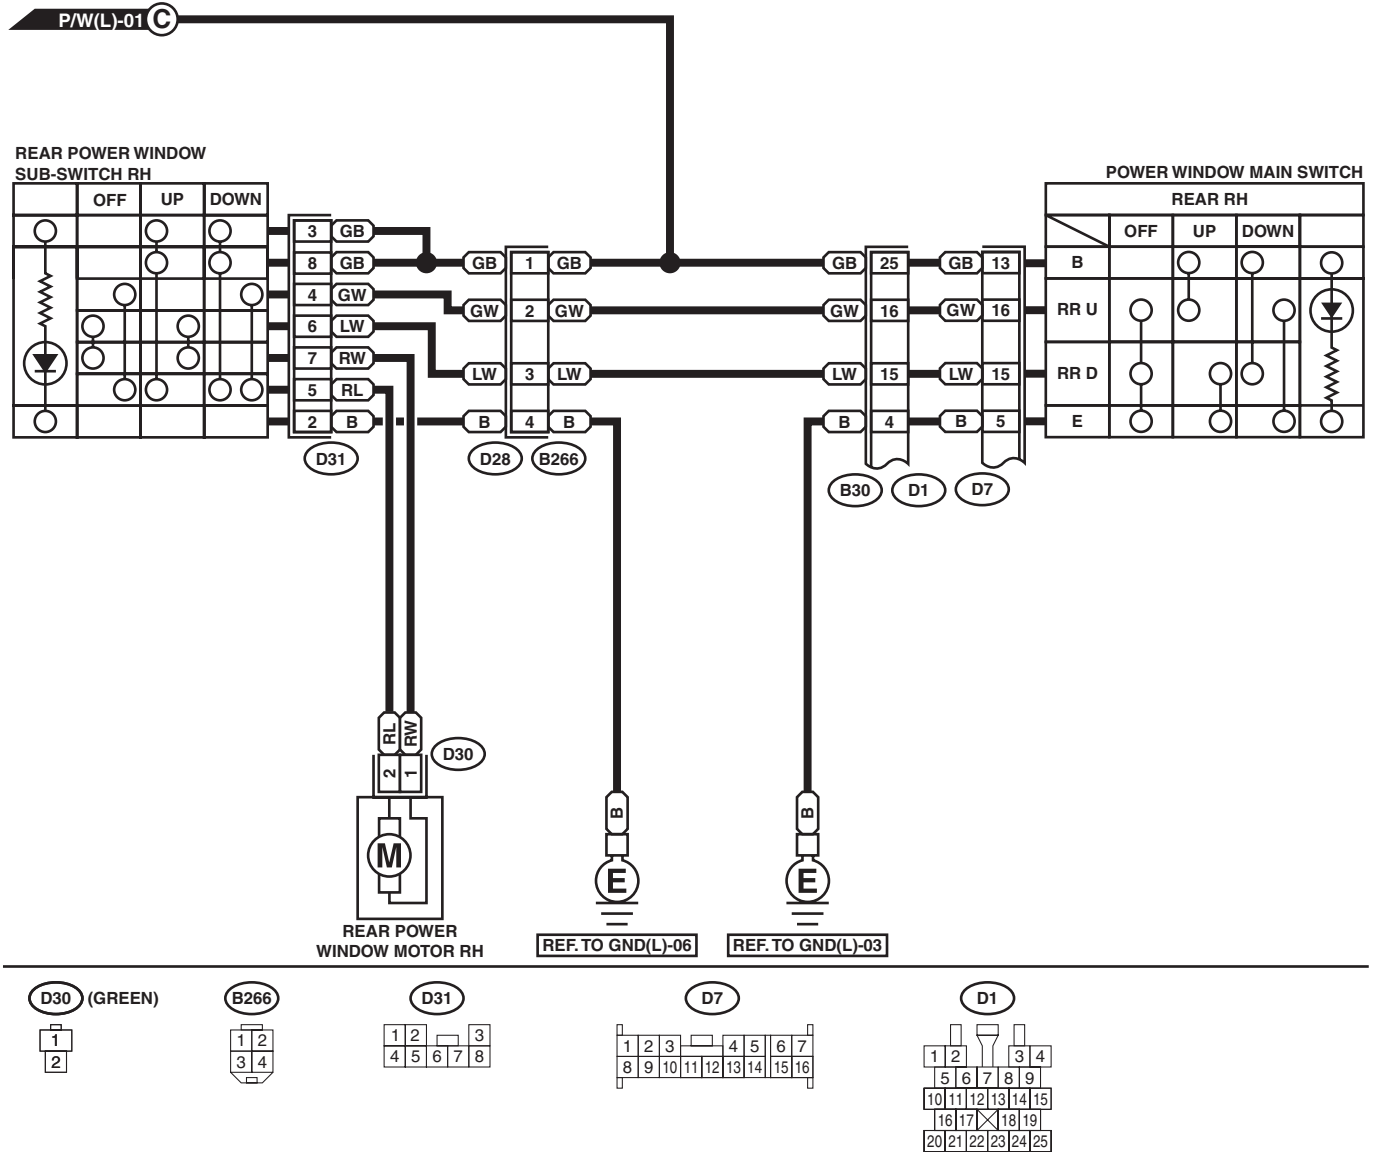 P/W(L)-01 C
REAR POWER WINDOW
SUB-SWITCH RH
OFF UP DOWN
3 GB
8 GB
4 GW
6 LW
7 RW
5 RL
2 B
D31
GB 1 GB
GW 2 GW
LW 3 LW
B 4 B
D28 B266
GB 25 GB 13
GW 16 GW 16
LW 15 LW 15
B 4 B 5
B30 D1 D7
POWER WINDOW MAIN SWITCH
REAR RH
OFF UP DOWN
B
RR U
RR D
E
RL RW
2 1
D30
M
REAR POWER
WINDOW MOTOR RH
B
E
REF. TO GND(L)-06
B
E
REF. TO GND(L)-03
D30 (GREEN)
1
2
B266
1 2
3 4
D31
1 2 3
4 5 6 7 8
D7
1 2 3 4 5 6 7
8 9 10 11 12 13 14 15 16
D1
1 2 3 4
5 6 7 8 9
10 11 12 13 14 15
16 17 18 19
20 21 22 23 24 25